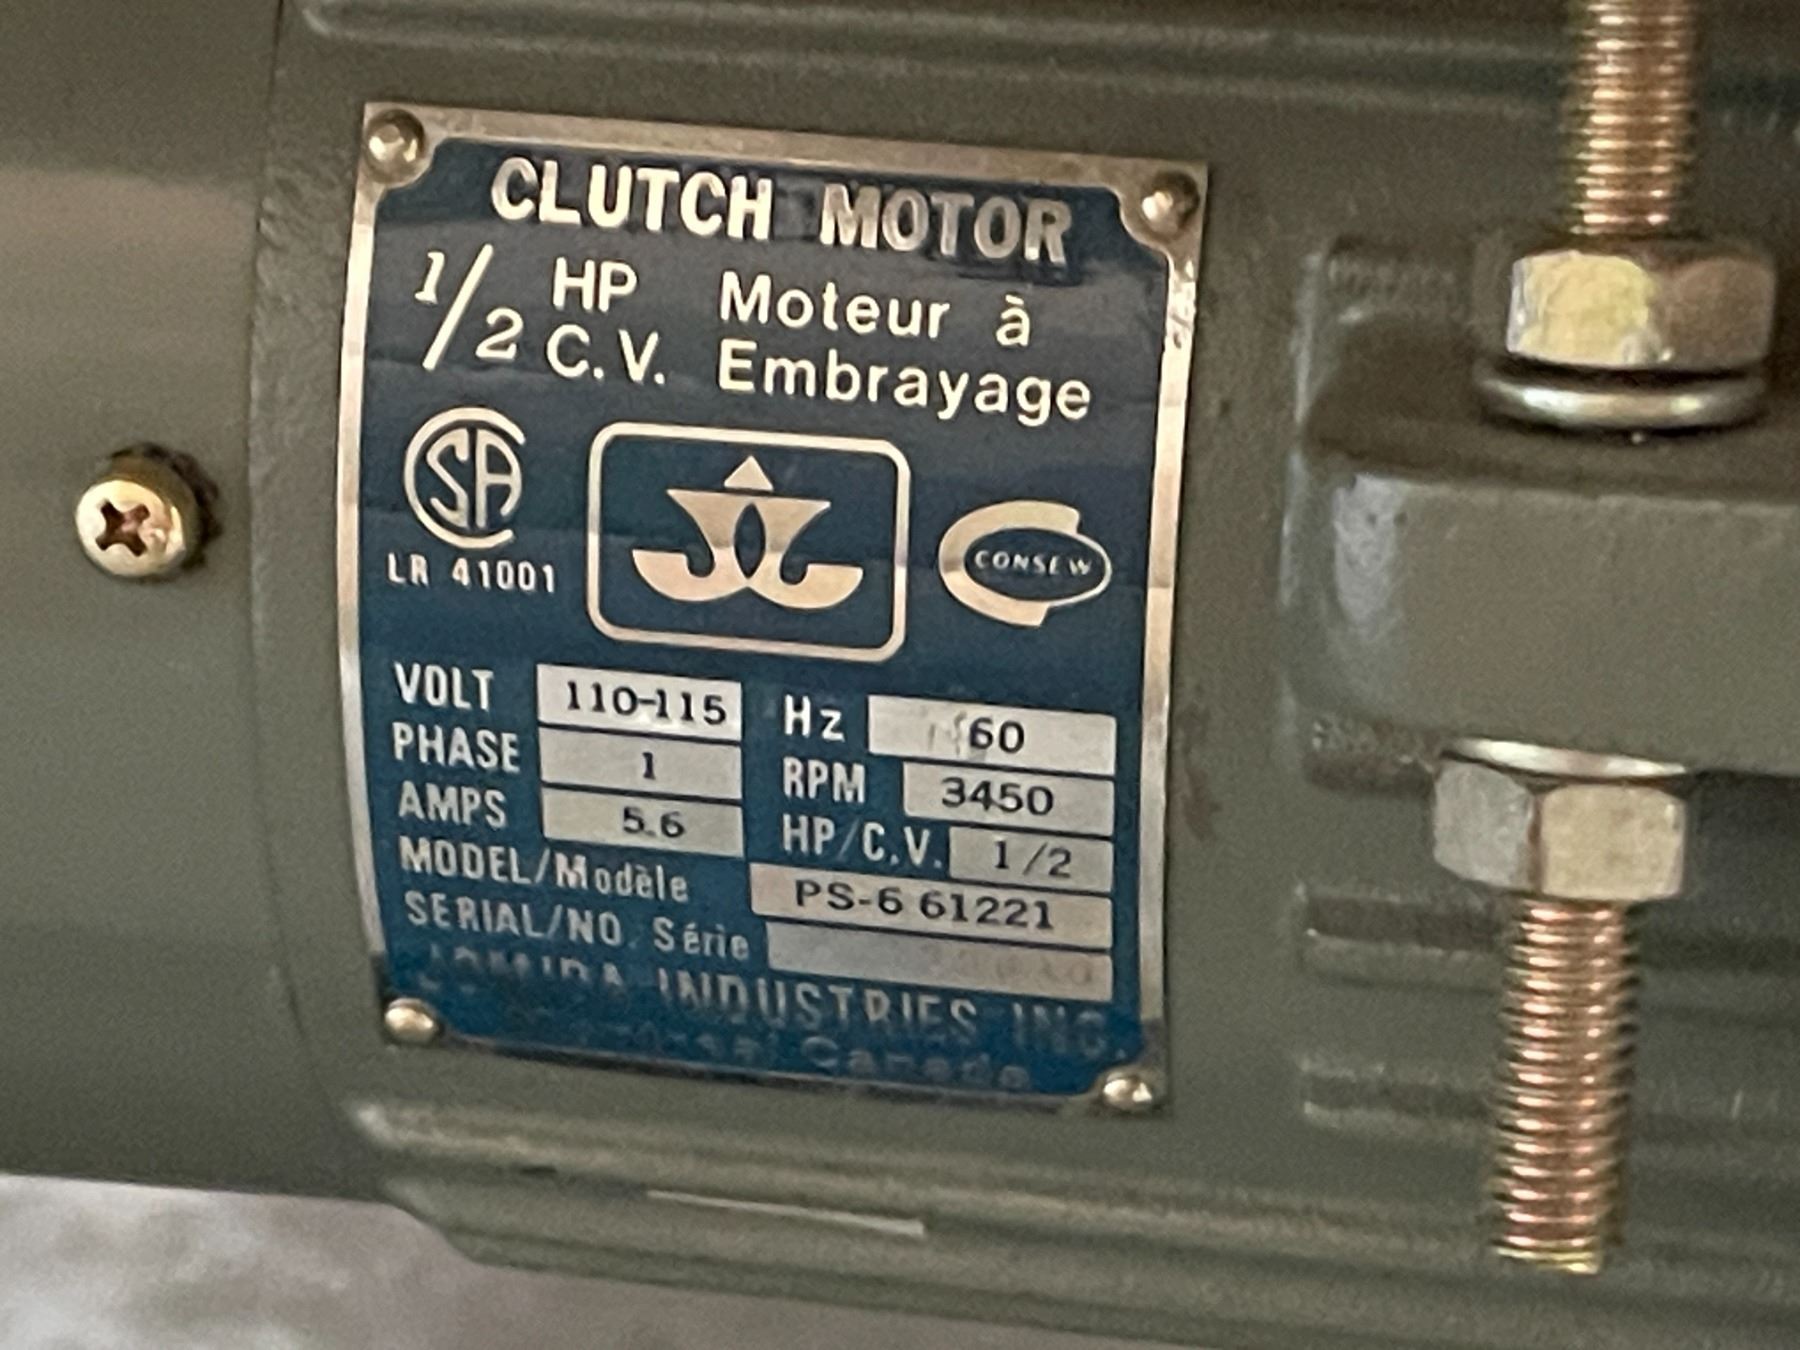 CLUTCH MOTOR
1/2 HP Moteur à
C.V. Embrayage
CSA
LR 41001
CONSEW
VOLT 110-115 Hz 60
PHASE 1 RPM 3450
AMPS 5.6 HP/C.V. 1/2
MODEL/Modèle PS-6 61221
SERIAL/NO. Série
INDUSTRIES INC.
Canada